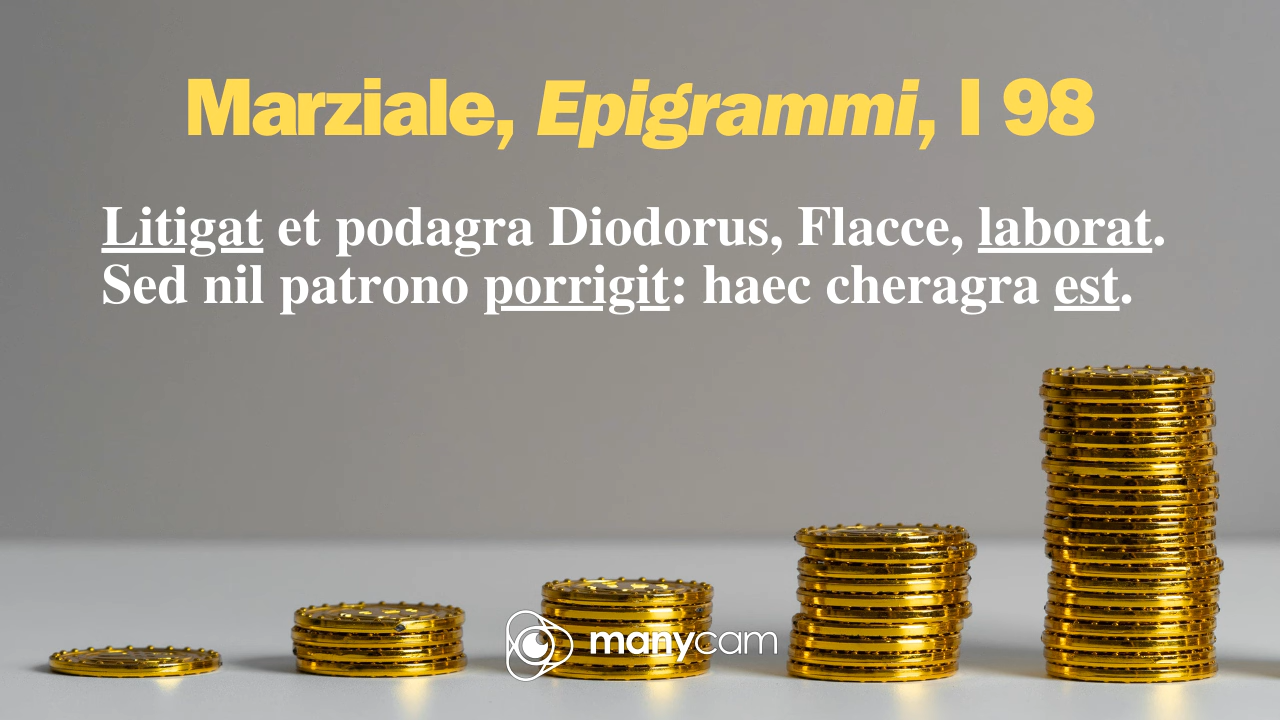 Marziale, Epigrammi, I 98
Litigat et podagra Diodorus, Flacce, laborat.
Sed nil patrono porrigit: haec cheragra est.
manycam